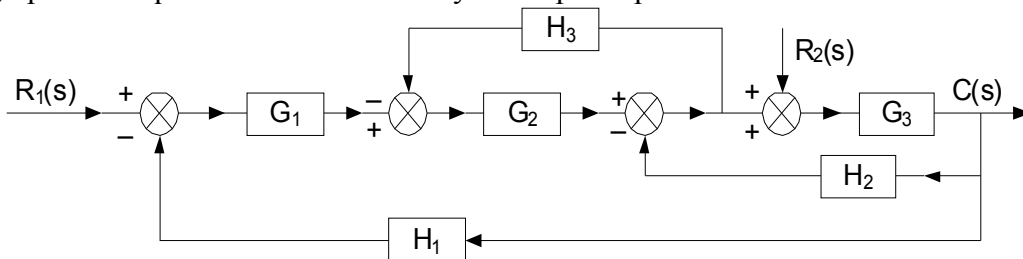 H₃
R₂(s)
R₁(s) + − + + C(s)
G₁ G₂ G₃
− + − +
H₂
H₁